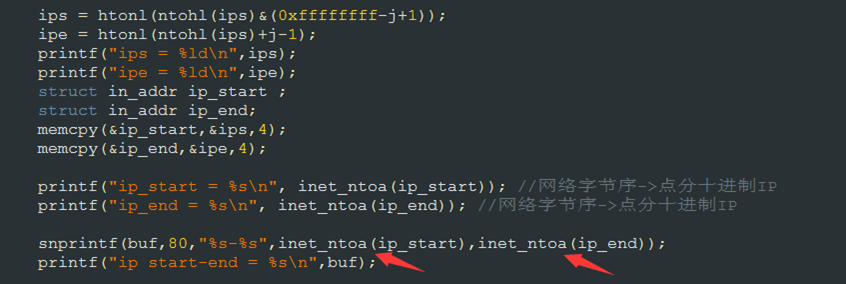 ips = htonl(ntohl(ips)&(0xffffffff-j+1));
ipe = htonl(ntohl(ips)+j-1);
printf("ips = %ld\n",ips);
printf("ipe = %ld\n",ipe);
struct in_addr ip_start ;
struct in_addr ip_end;
memcpy(&ip_start,&ips,4);
memcpy(&ip_end,&ipe,4);
printf("ip_start = %s\n", inet_ntoa(ip_start)); //网络字节序->点分十进制IP
printf("ip_end = %s\n", inet_ntoa(ip_end)); //网络字节序->点分十进制IP
snprintf(buf,80,"%s-%s",inet_ntoa(ip_start),inet_ntoa(ip_end));
printf("ip start-end = %s\n",buf);